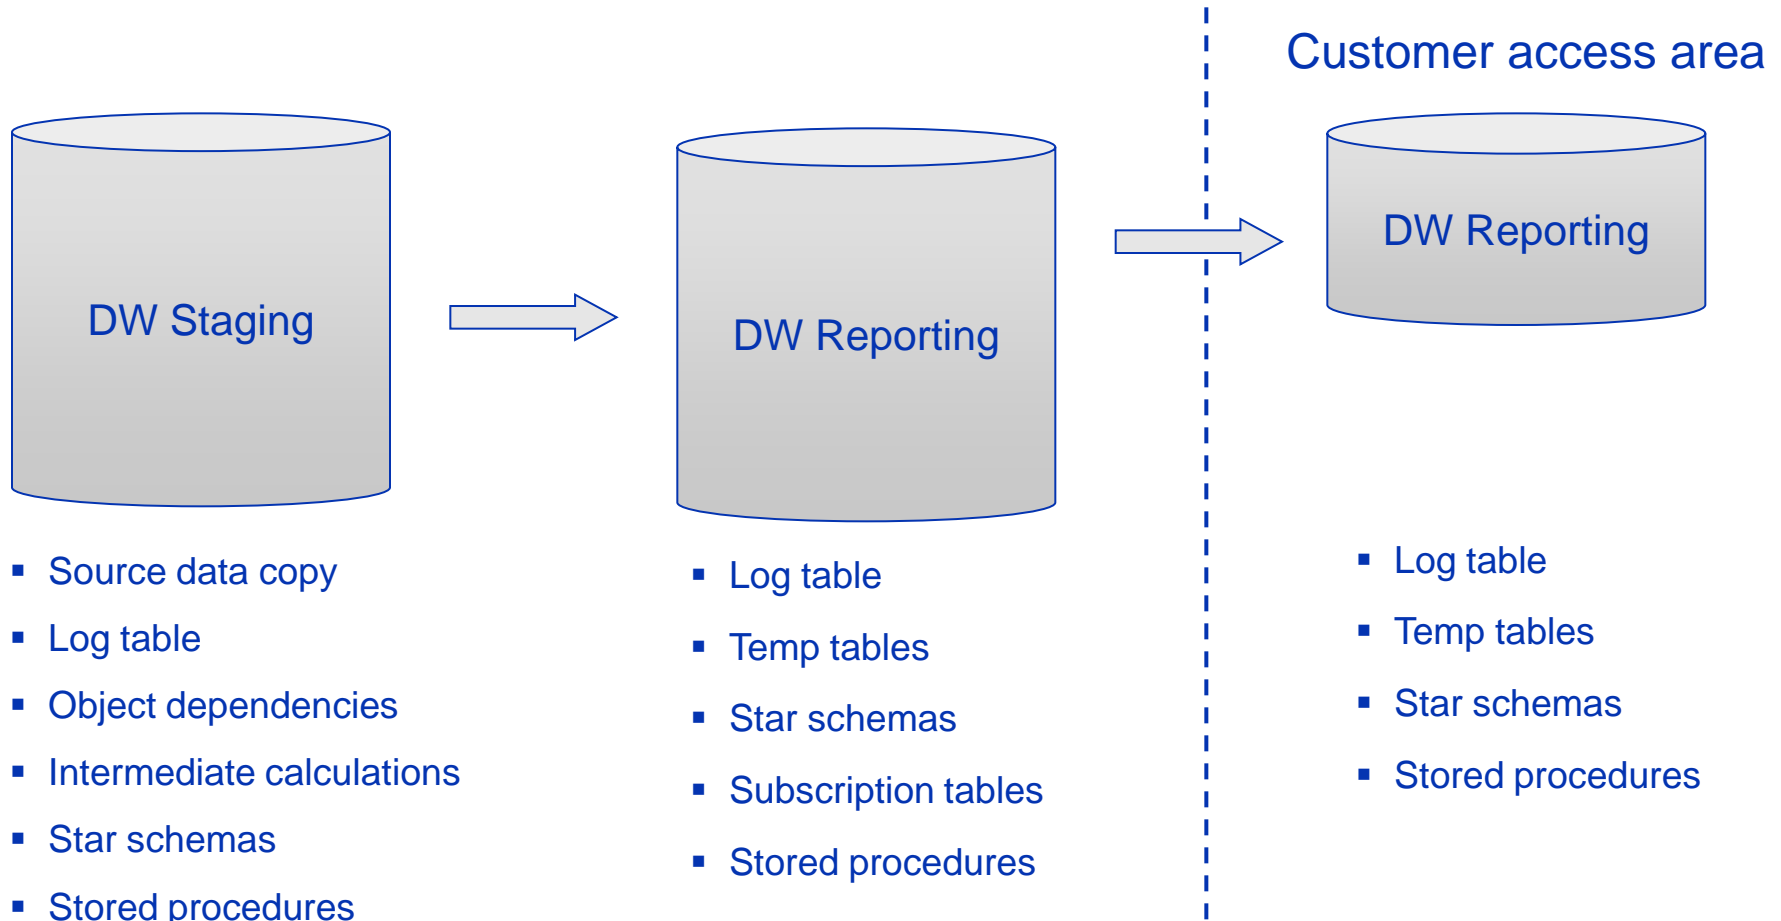 Customer access area
DW Staging
DW Reporting
DW Reporting
▪ Source data copy
▪ Log table
▪ Object dependencies
▪ Intermediate calculations
▪ Star schemas
▪ Stored procedures
▪ Log table
▪ Temp tables
▪ Star schemas
▪ Subscription tables
▪ Stored procedures
▪ Log table
▪ Temp tables
▪ Star schemas
▪ Stored procedures